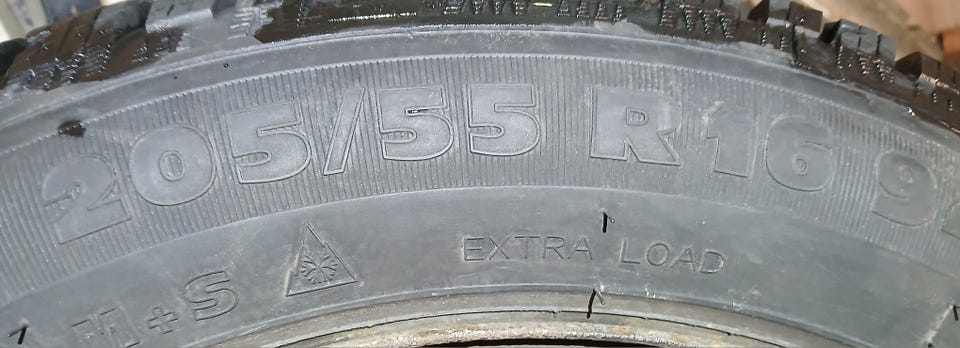 205/55 R16
M+S
EXTRA LOAD